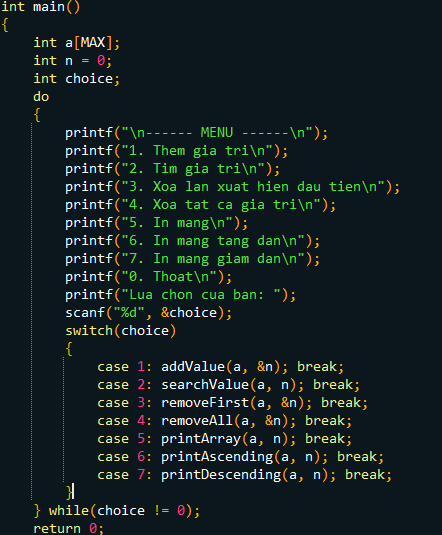 int main()
{
    int a[MAX];
    int n = 0;
    int choice;
    do
    {
        printf("\n------ MENU ------\n");
        printf("1. Them gia tri\n");
        printf("2. Tim gia tri\n");
        printf("3. Xoa lan xuat hien dau tien\n");
        printf("4. Xoa tat ca gia tri\n");
        printf("5. In mang\n");
        printf("6. In mang tang dan\n");
        printf("7. In mang giam dan\n");
        printf("0. Thoat\n");
        printf("Lua chon cua ban: ");
        scanf("%d", &choice);
        switch(choice)
        {
            case 1: addValue(a, &n); break;
            case 2: searchValue(a, n); break;
            case 3: removeFirst(a, &n); break;
            case 4: removeAll(a, &n); break;
            case 5: printArray(a, n); break;
            case 6: printAscending(a, n); break;
            case 7: printDescending(a, n); break;
        }
    } while(choice != 0);
    return 0;